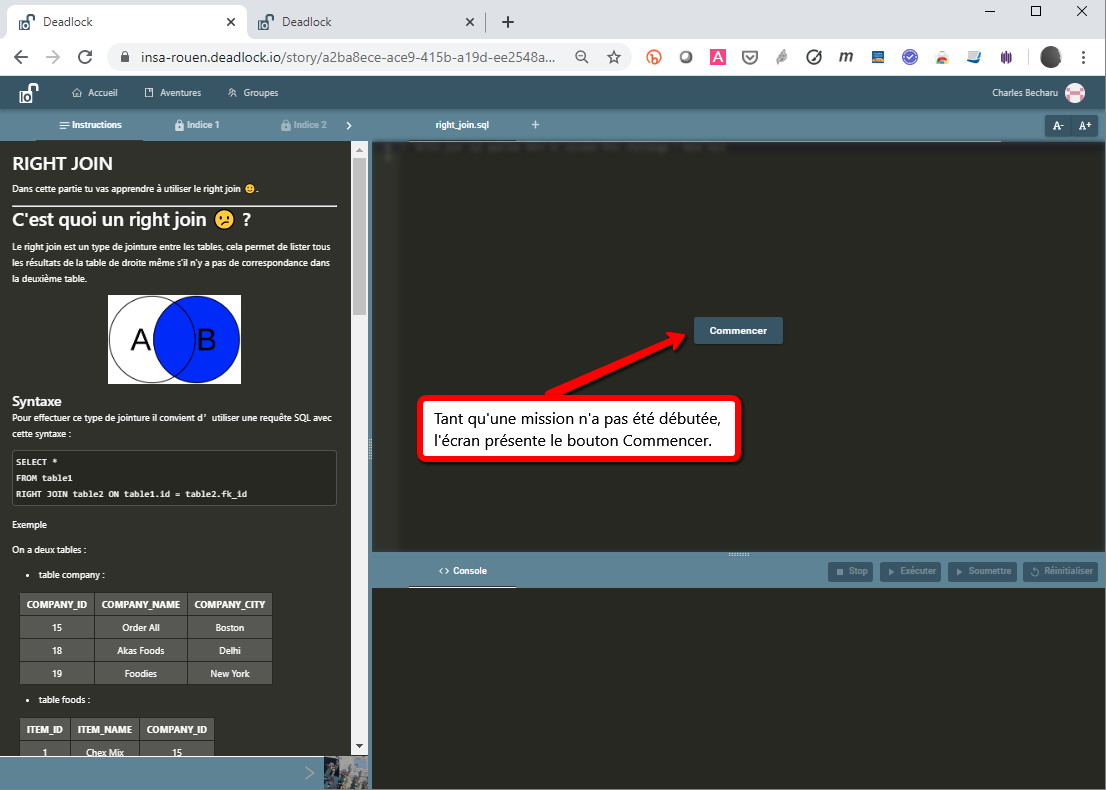 Deadlock
Deadlock
insa-rouen.deadlock.io/story/a2ba8ece-ace9-415b-a19d-ee2548a...
Accueil
Aventures
Groupes
Charles Becharu
Instructions
Indice 1
Indice 2
right_join.sql
+
A-
A+
RIGHT JOIN
Dans cette partie tu vas apprendre à utiliser le right join 🙂.
C'est quoi un right join 😕 ?
Le right join est un type de jointure entre les tables, cela permet de lister tous
les résultats de la table de droite même s'il n'y a pas de correspondance dans
la deuxième table.
A
B
Syntaxe
Pour effectuer ce type de jointure il convient d’ utiliser une requête SQL avec
cette syntaxe :
SELECT *
FROM table1
RIGHT JOIN table2 ON table1.id = table2.fk_id
Exemple
On a deux tables :
• table company :
COMPANY_ID COMPANY_NAME COMPANY_CITY
15 Order All Boston
18 Akas Foods Delhi
19 Foodies New York
• table foods :
ITEM_ID ITEM_NAME COMPANY_ID
1 Chex Mix 15
Commencer
Tant qu'une mission n'a pas été débutée,
l'écran présente le bouton Commencer.
<> Console
Stop
Exécuter
Soumettre
Réinitialiser